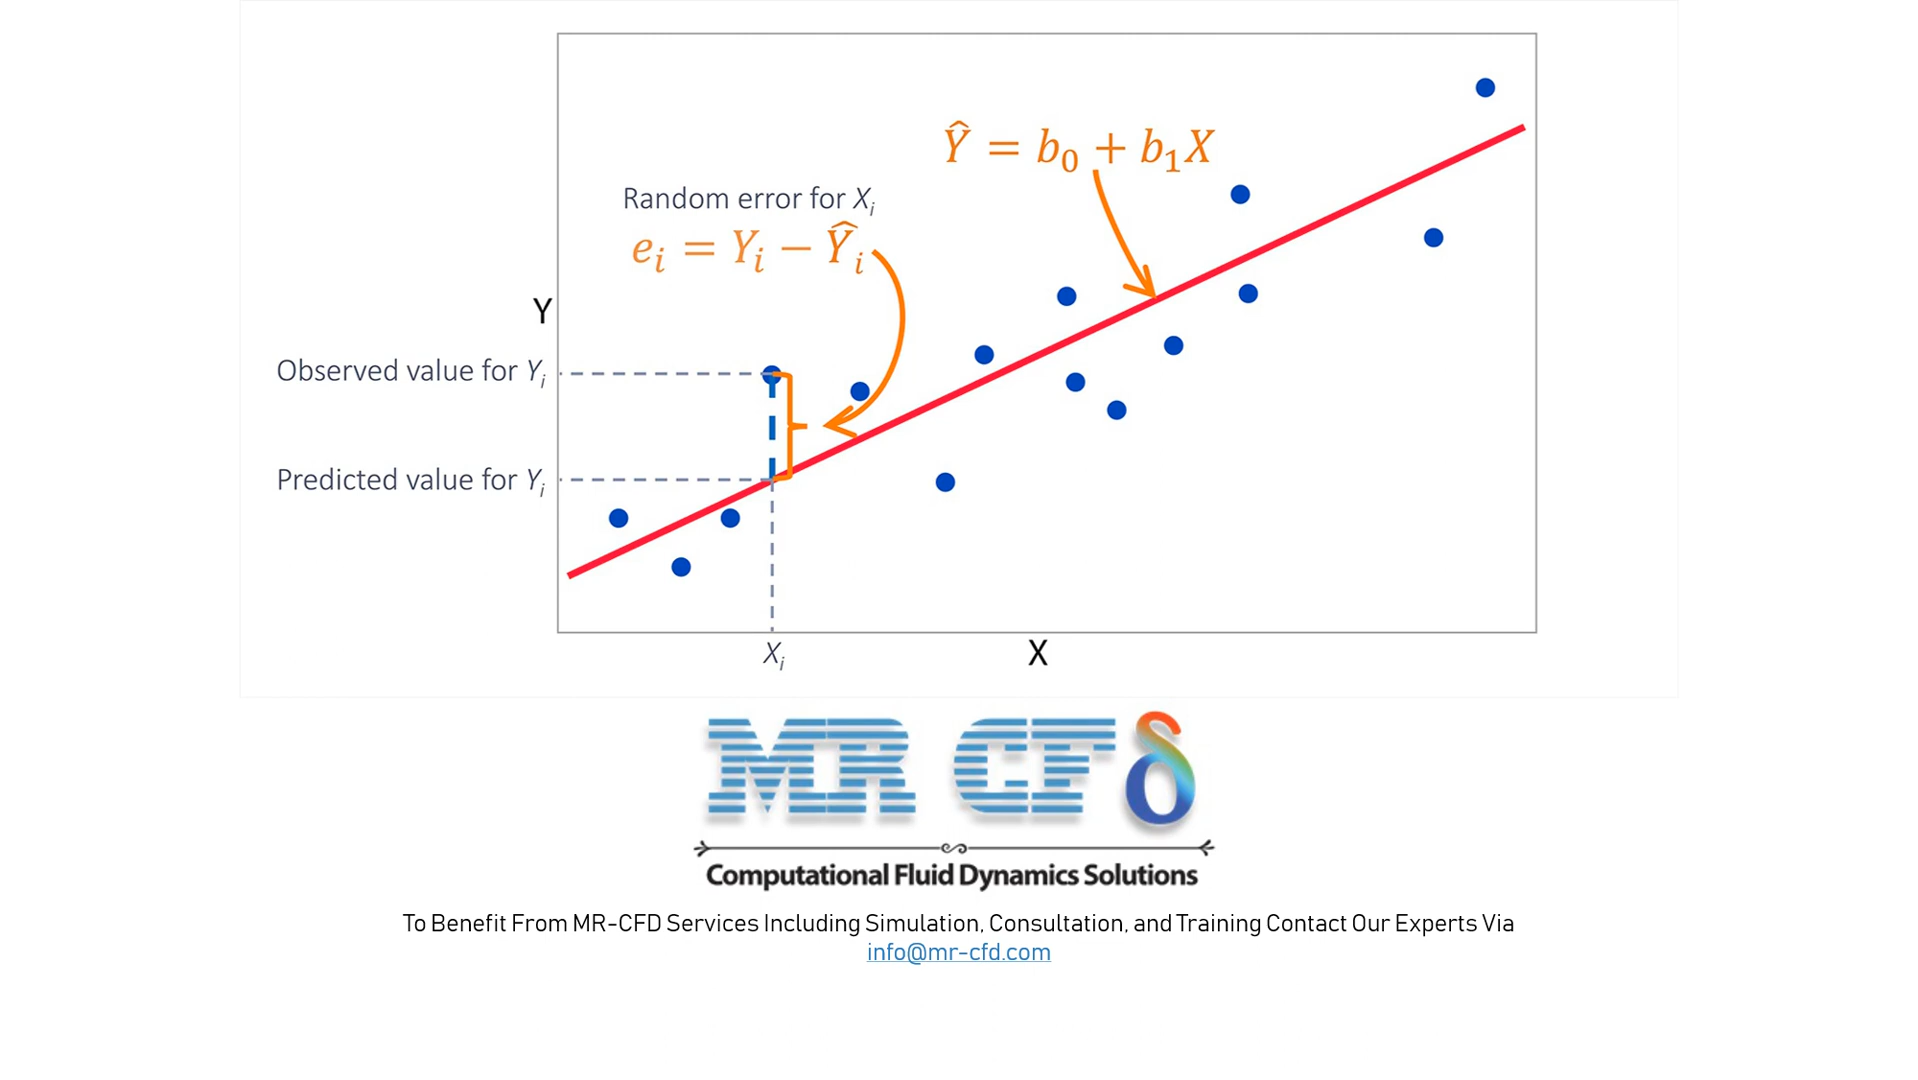 Ŷ = b₀ + b₁X
Random error for Xᵢ
eᵢ = Yᵢ − Ŷᵢ
Y
Observed value for Yᵢ
Predicted value for Yᵢ
Xᵢ
X
MR CFδ
Computational Fluid Dynamics Solutions
To Benefit From MR-CFD Services Including Simulation, Consultation, and Training Contact Our Experts Via
info@mr-cfd.com